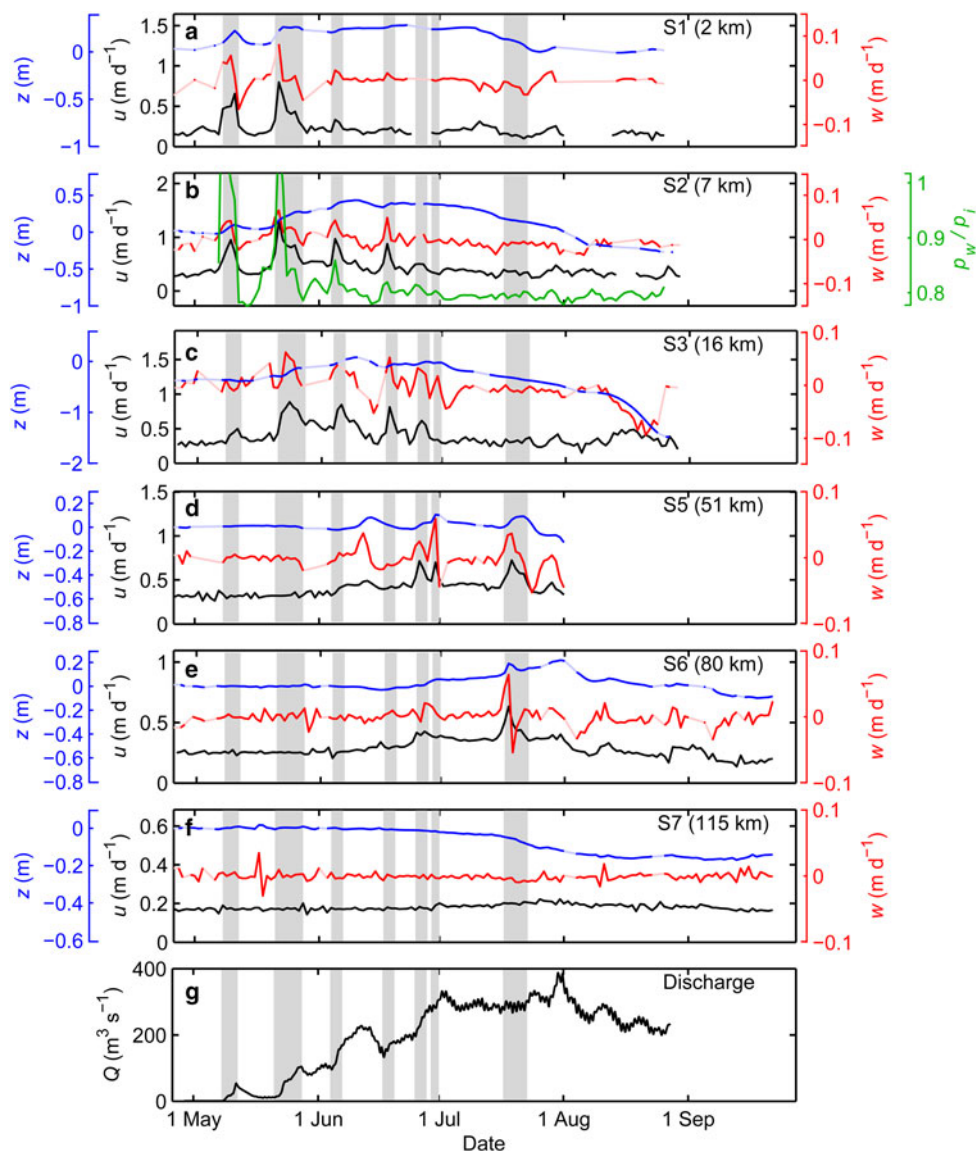 a
S1 (2 km)
z (m)
0
−0.5
−1
u (m d⁻¹)
1.5
1
0.5
0
w (m d⁻¹)
0.1
0
−0.1
b
S2 (7 km)
z (m)
0.5
0
−0.5
−1
u (m d⁻¹)
2
1
0
w (m d⁻¹)
0.1
0
−0.1
p_w/p_i
1
0.9
0.8
c
S3 (16 km)
z (m)
0
−1
−2
u (m d⁻¹)
1.5
1
0.5
0
w (m d⁻¹)
0.1
0
−0.1
d
S5 (51 km)
z (m)
0.2
0
−0.2
−0.4
−0.6
−0.8
u (m d⁻¹)
1.5
1
0.5
0
w (m d⁻¹)
0.1
0
−0.1
e
S6 (80 km)
z (m)
0.2
0
−0.2
−0.4
−0.6
−0.8
u (m d⁻¹)
1
0.5
0
w (m d⁻¹)
0.1
0
−0.1
f
S7 (115 km)
z (m)
0
−0.2
−0.4
−0.6
u (m d⁻¹)
0.6
0.4
0.2
0
w (m d⁻¹)
0.1
0
−0.1
g
Discharge
Q (m³ s⁻¹)
400
200
0
1 May 1 Jun 1 Jul 1 Aug 1 Sep
Date